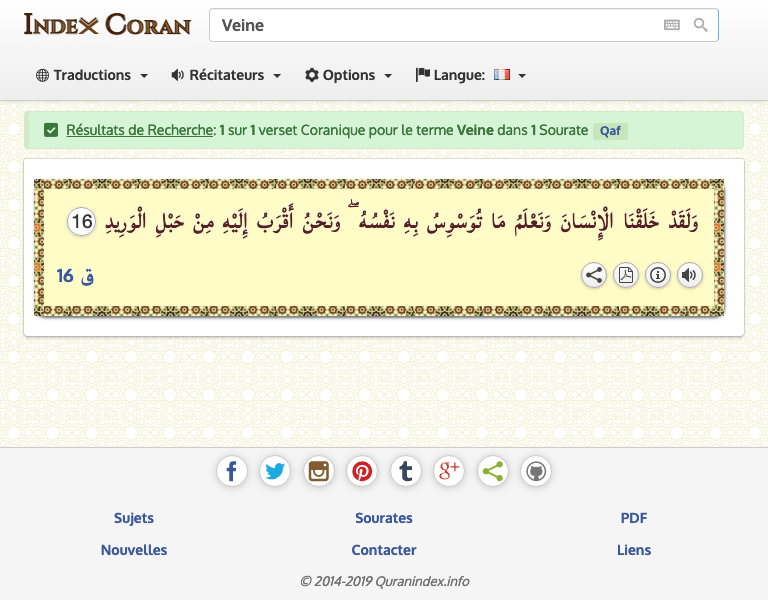 Index Coran
Veine
Traductions
Récitateurs
Options
Langue:
Résultats de Recherche: 1 sur 1 verset Coranique pour le terme Veine dans 1 Sourate Qaf
وَلَقَدْ خَلَقْنَا الْإِنْسَانَ وَنَعْلَمُ مَا تُوَسْوِسُ بِهِ نَفْسُهُ ۖ وَنَحْنُ أَقْرَبُ إِلَيْهِ مِنْ حَبْلِ الْوَرِيدِ 16
ق 16
Sujets
Sourates
PDF
Nouvelles
Contacter
Liens
© 2014-2019 Quranindex.info